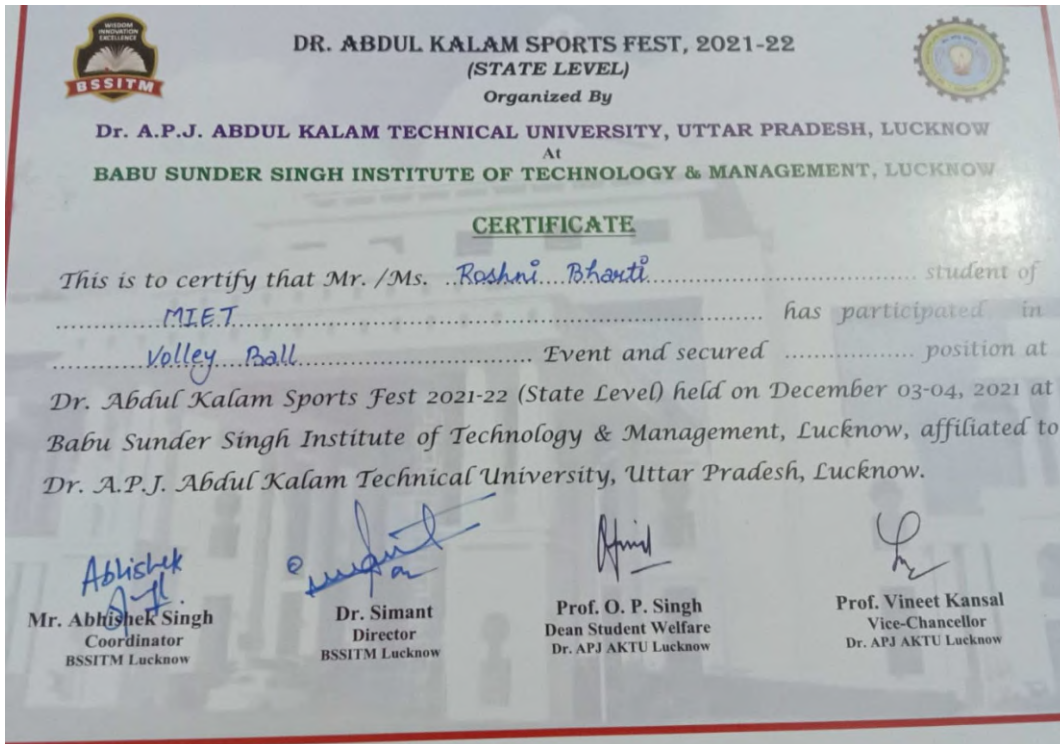 WISDOM
INNOVATION
EXCELLENCE
BSSITM
DR. ABDUL KALAM SPORTS FEST, 2021-22
(STATE LEVEL)
Organized By
Dr. A.P.J. ABDUL KALAM TECHNICAL UNIVERSITY, UTTAR PRADESH, LUCKNOW
At
BABU SUNDER SINGH INSTITUTE OF TECHNOLOGY & MANAGEMENT, LUCKNOW
CERTIFICATE
This is to certify that Mr. /Ms. Roshni Bharti student of
MIET has participated in
Volley Ball Event and secured position at
Dr. Abdul Kalam Sports Fest 2021-22 (State Level) held on December 03-04, 2021 at
Babu Sunder Singh Institute of Technology & Management, Lucknow, affiliated to
Dr. A.P.J. Abdul Kalam Technical University, Uttar Pradesh, Lucknow.
Abhishek
Mr. Abhishek Singh
Coordinator
BSSITM Lucknow
Dr. Simant
Director
BSSITM Lucknow
Prof. O. P. Singh
Dean Student Welfare
Dr. APJ AKTU Lucknow
Prof. Vineet Kansal
Vice-Chancellor
Dr. APJ AKTU Lucknow